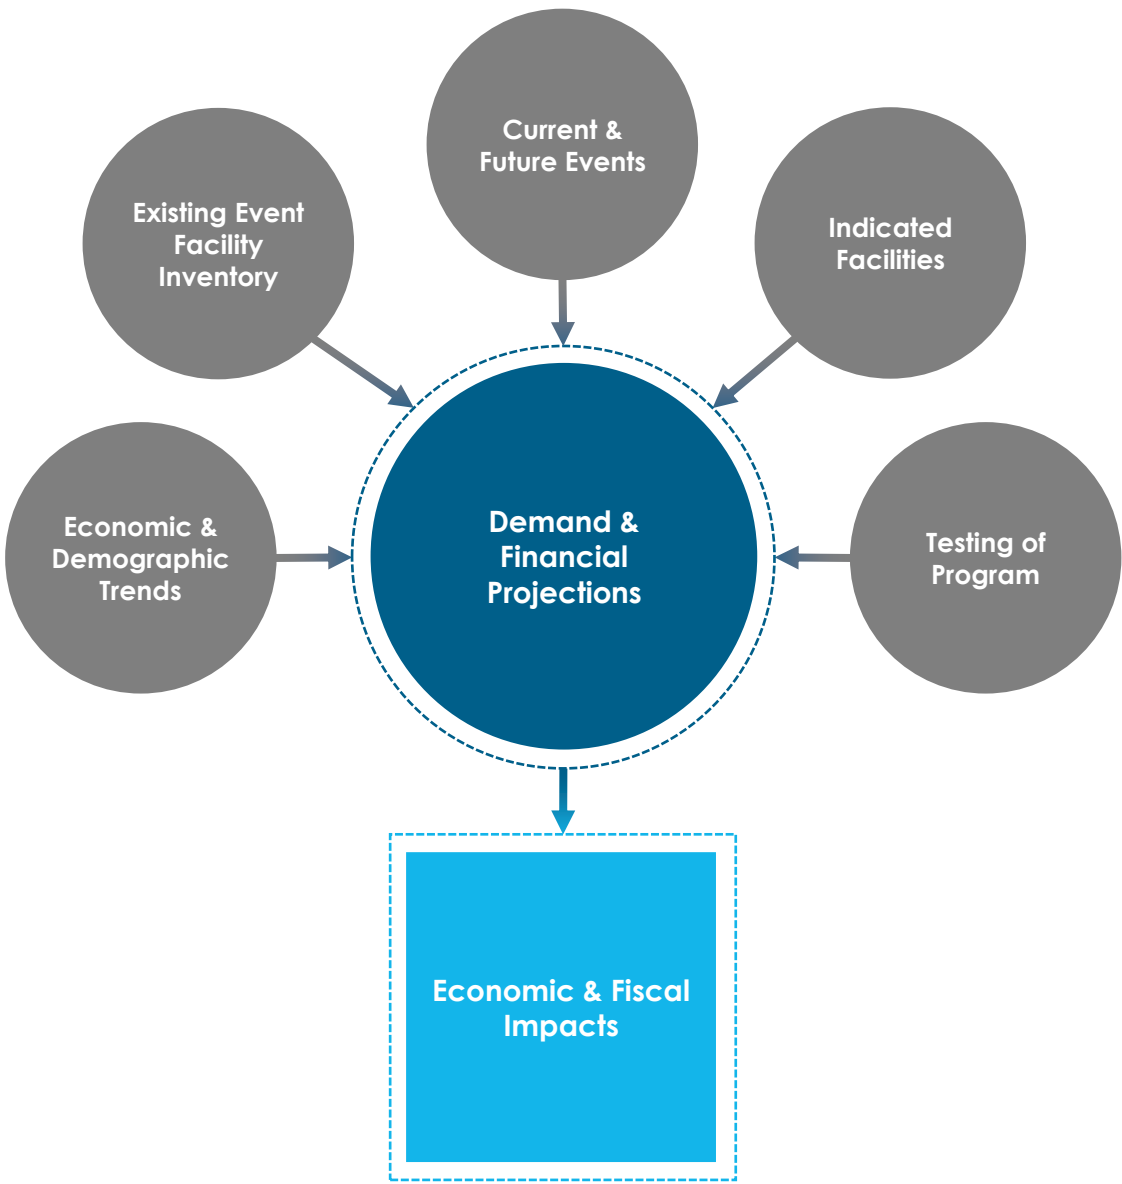 Current &
Future Events
Existing Event
Facility
Inventory
Indicated
Facilities
Economic &
Demographic
Trends
Demand &
Financial
Projections
Testing of
Program
Economic & Fiscal
Impacts